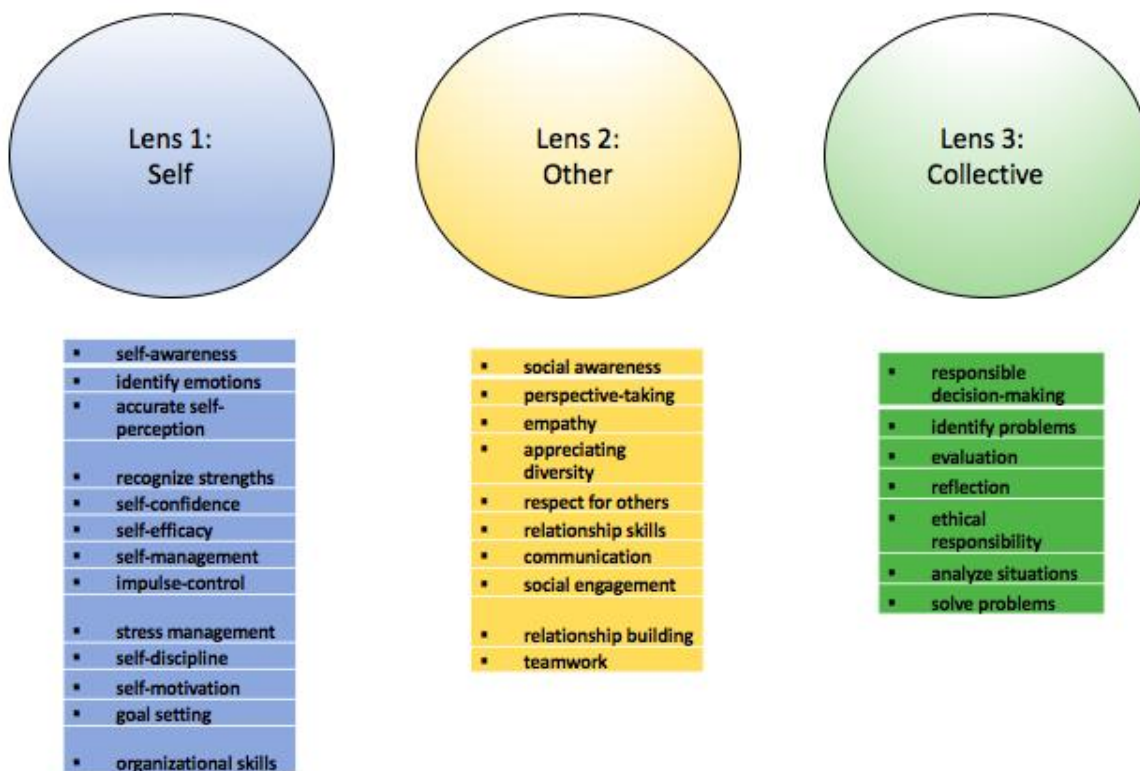 Lens 1:
Self
Lens 2:
Other
Lens 3:
Collective
▪ self-awareness
▪ identify emotions
▪ accurate self-
perception
▪ recognize strengths
▪ self-confidence
▪ self-efficacy
▪ self-management
▪ impulse-control
▪ stress management
▪ self-discipline
▪ self-motivation
▪ goal setting
▪ organizational skills
▪ social awareness
▪ perspective-taking
▪ empathy
▪ appreciating
diversity
▪ respect for others
▪ relationship skills
▪ communication
▪ social engagement
▪ relationship building
▪ teamwork
▪ responsible
decision-making
▪ identify problems
▪ evaluation
▪ reflection
▪ ethical
responsibility
▪ analyze situations
▪ solve problems